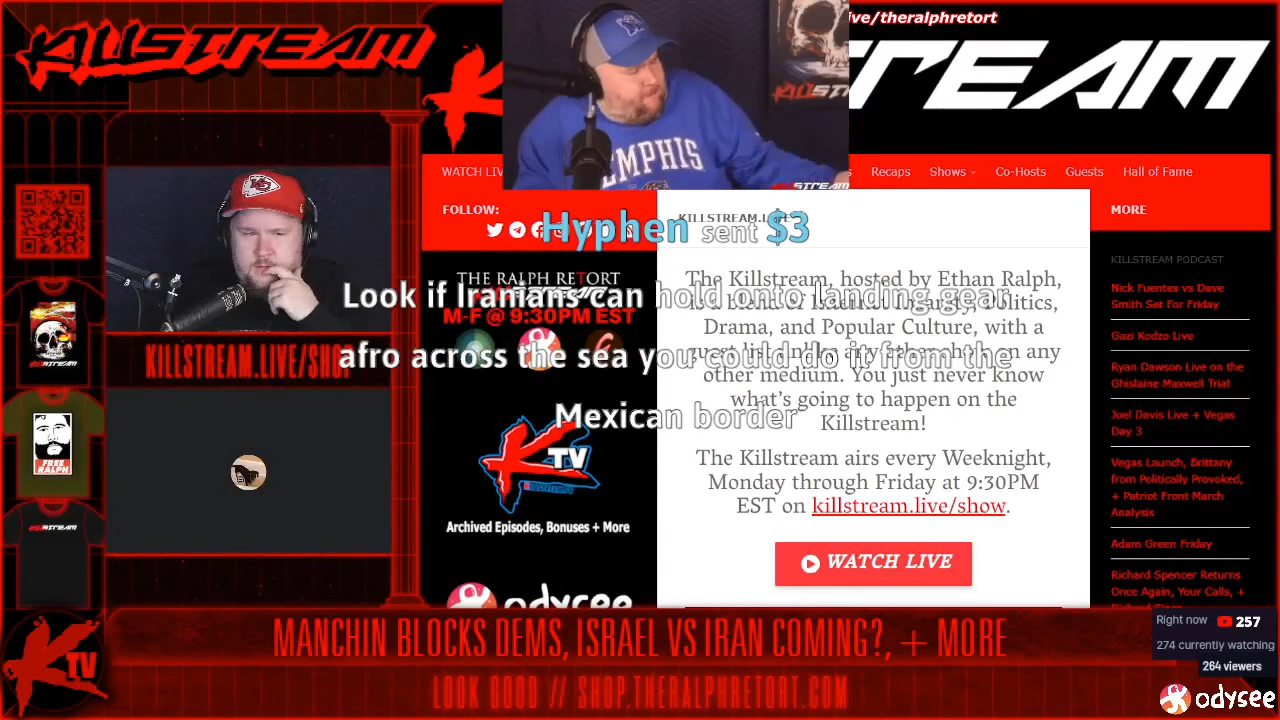 KILLSTREAM
ive/theralphretort
TREAM
WATCH LIV
Recaps
Shows
Co-Hosts
Guests
Hall of Fame
FOLLOW:
MORE
MEMPHIS
KILLSTREAM.LIVE
Hyphen sent $3
Look if Iranians can hold onto landing gear
afro across the sea you could do it from the
Mexican border
THE RALPH RETORT
M-F @ 9:30PM EST
KILLSTREAM.LIVE/SHOP
TV
Archived Episodes, Bonuses + More
odysee
The Killstream, hosted by Ethan Ralph,
Politics,
Drama, and Popular Culture, with a
any
other medium. You just never know
what's going to happen on the
Killstream!
The Killstream airs every Weeknight,
Monday through Friday at 9:30PM
EST on killstream.live/show.
WATCH LIVE
KILLSTREAM PODCAST
Nick Fuentes vs Dave
Smith Set For Friday
Gazi Kodzo Live
Ryan Dawson Live on the
Ghislaine Maxwell Trial
Joel Davis Live + Vegas
Day 3
Vegas Launch, Brittany
from Politically Provoked,
+ Patriot Front March
Analysis
Adam Green Friday
Richard Spencer Returns
Once Again, Your Calls, +
FREE
RALPH
KILLSTREAM
TV
MANCHIN BLOCKS DEMS, ISRAEL VS IRAN COMING?, + MORE
LOOK GOOD // SHOP.THERALPHRETORT.COM
Right now 257
274 currently watching
264 viewers
odysee